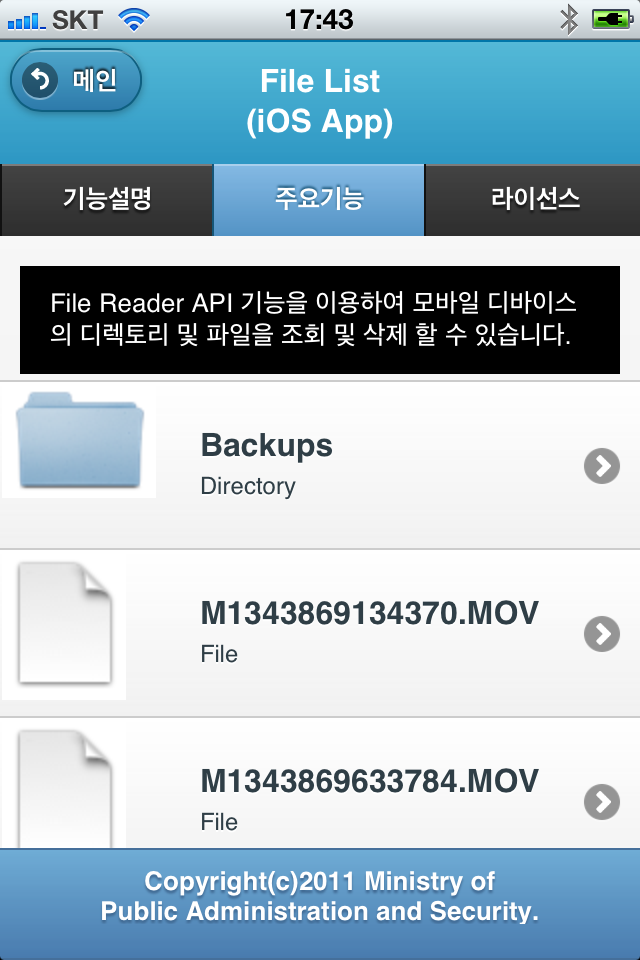 SKT 17:43
메인
File List
(iOS App)
기능설명 주요기능 라이선스
File Reader API 기능을 이용하여 모바일 디바이스
의 디렉토리 및 파일을 조회 및 삭제 할 수 있습니다.
Backups
Directory
M1343869134370.MOV
File
M1343869633784.MOV
File
Copyright(c)2011 Ministry of
Public Administration and Security.